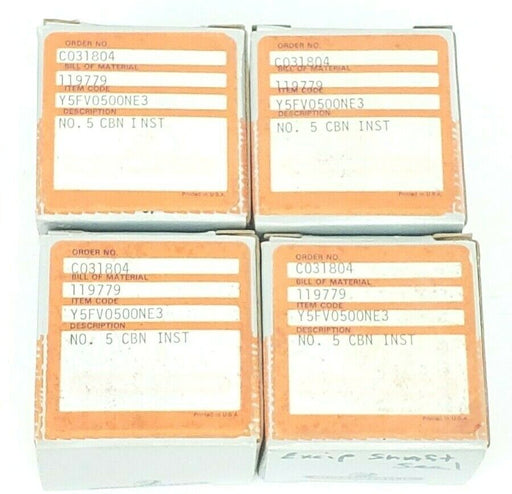 ORDER NO.
C031804
BILL OF MATERIAL
119779
ITEM CODE
Y5FV0500NE3
DESCRIPTION
NO. 5 CBN INST
Printed in U.S.A.
ORDER NO.
C031804
BILL OF MATERIAL
119779
ITEM CODE
Y5FV0500NE3
DESCRIPTION
NO. 5 CBN INST
Printed in U.S.A.
ORDER NO.
C031804
BILL OF MATERIAL
119779
ITEM CODE
Y5FV0500NE3
DESCRIPTION
NO. 5 CBN INST
Printed in U.S.A.
ORDER NO.
C031804
BILL OF MATERIAL
119779
ITEM CODE
Y5FV0500NE3
DESCRIPTION
NO. 5 CBN INST
Printed in U.S.A.
Seal